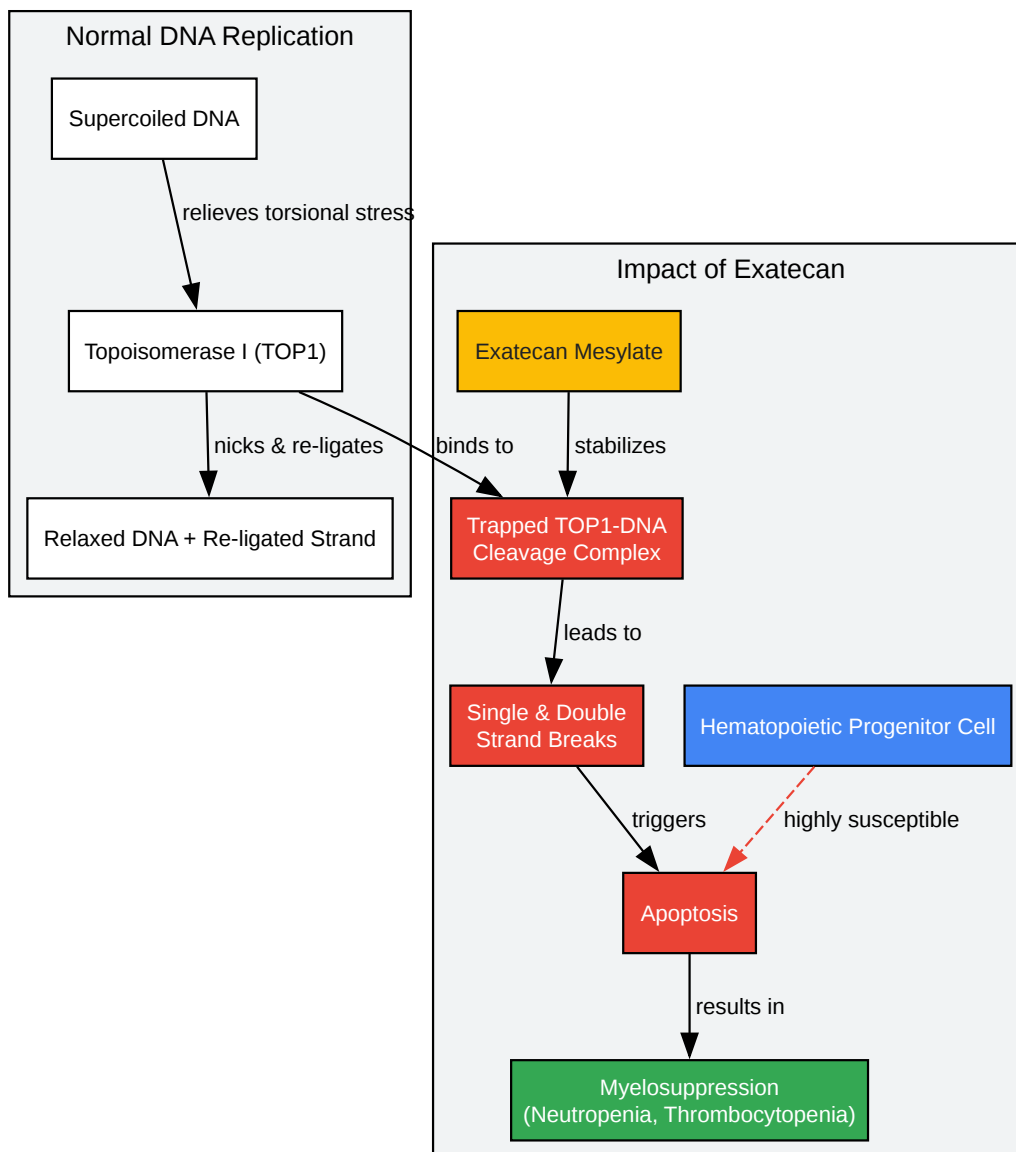 Normal DNA Replication
Supercoiled DNA
relieves torsional stress
Topoisomerase I (TOP1)
nicks & re-ligates
Relaxed DNA + Re-ligated Strand
Impact of Exatecan
Exatecan Mesylate
binds to
stabilizes
Trapped TOP1-DNA
Cleavage Complex
leads to
Single & Double
Strand Breaks
Hematopoietic Progenitor Cell
triggers
highly susceptible
Apoptosis
results in
Myelosuppression
(Neutropenia, Thrombocytopenia)